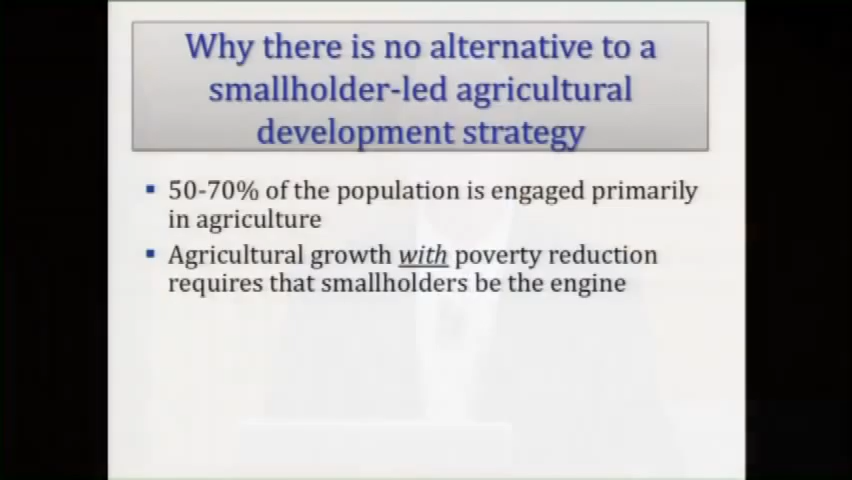 Why there is no alternative to a
smallholder-led agricultural
development strategy
▪ 50-70% of the population is engaged primarily
in agriculture
▪ Agricultural growth with poverty reduction
requires that smallholders be the engine